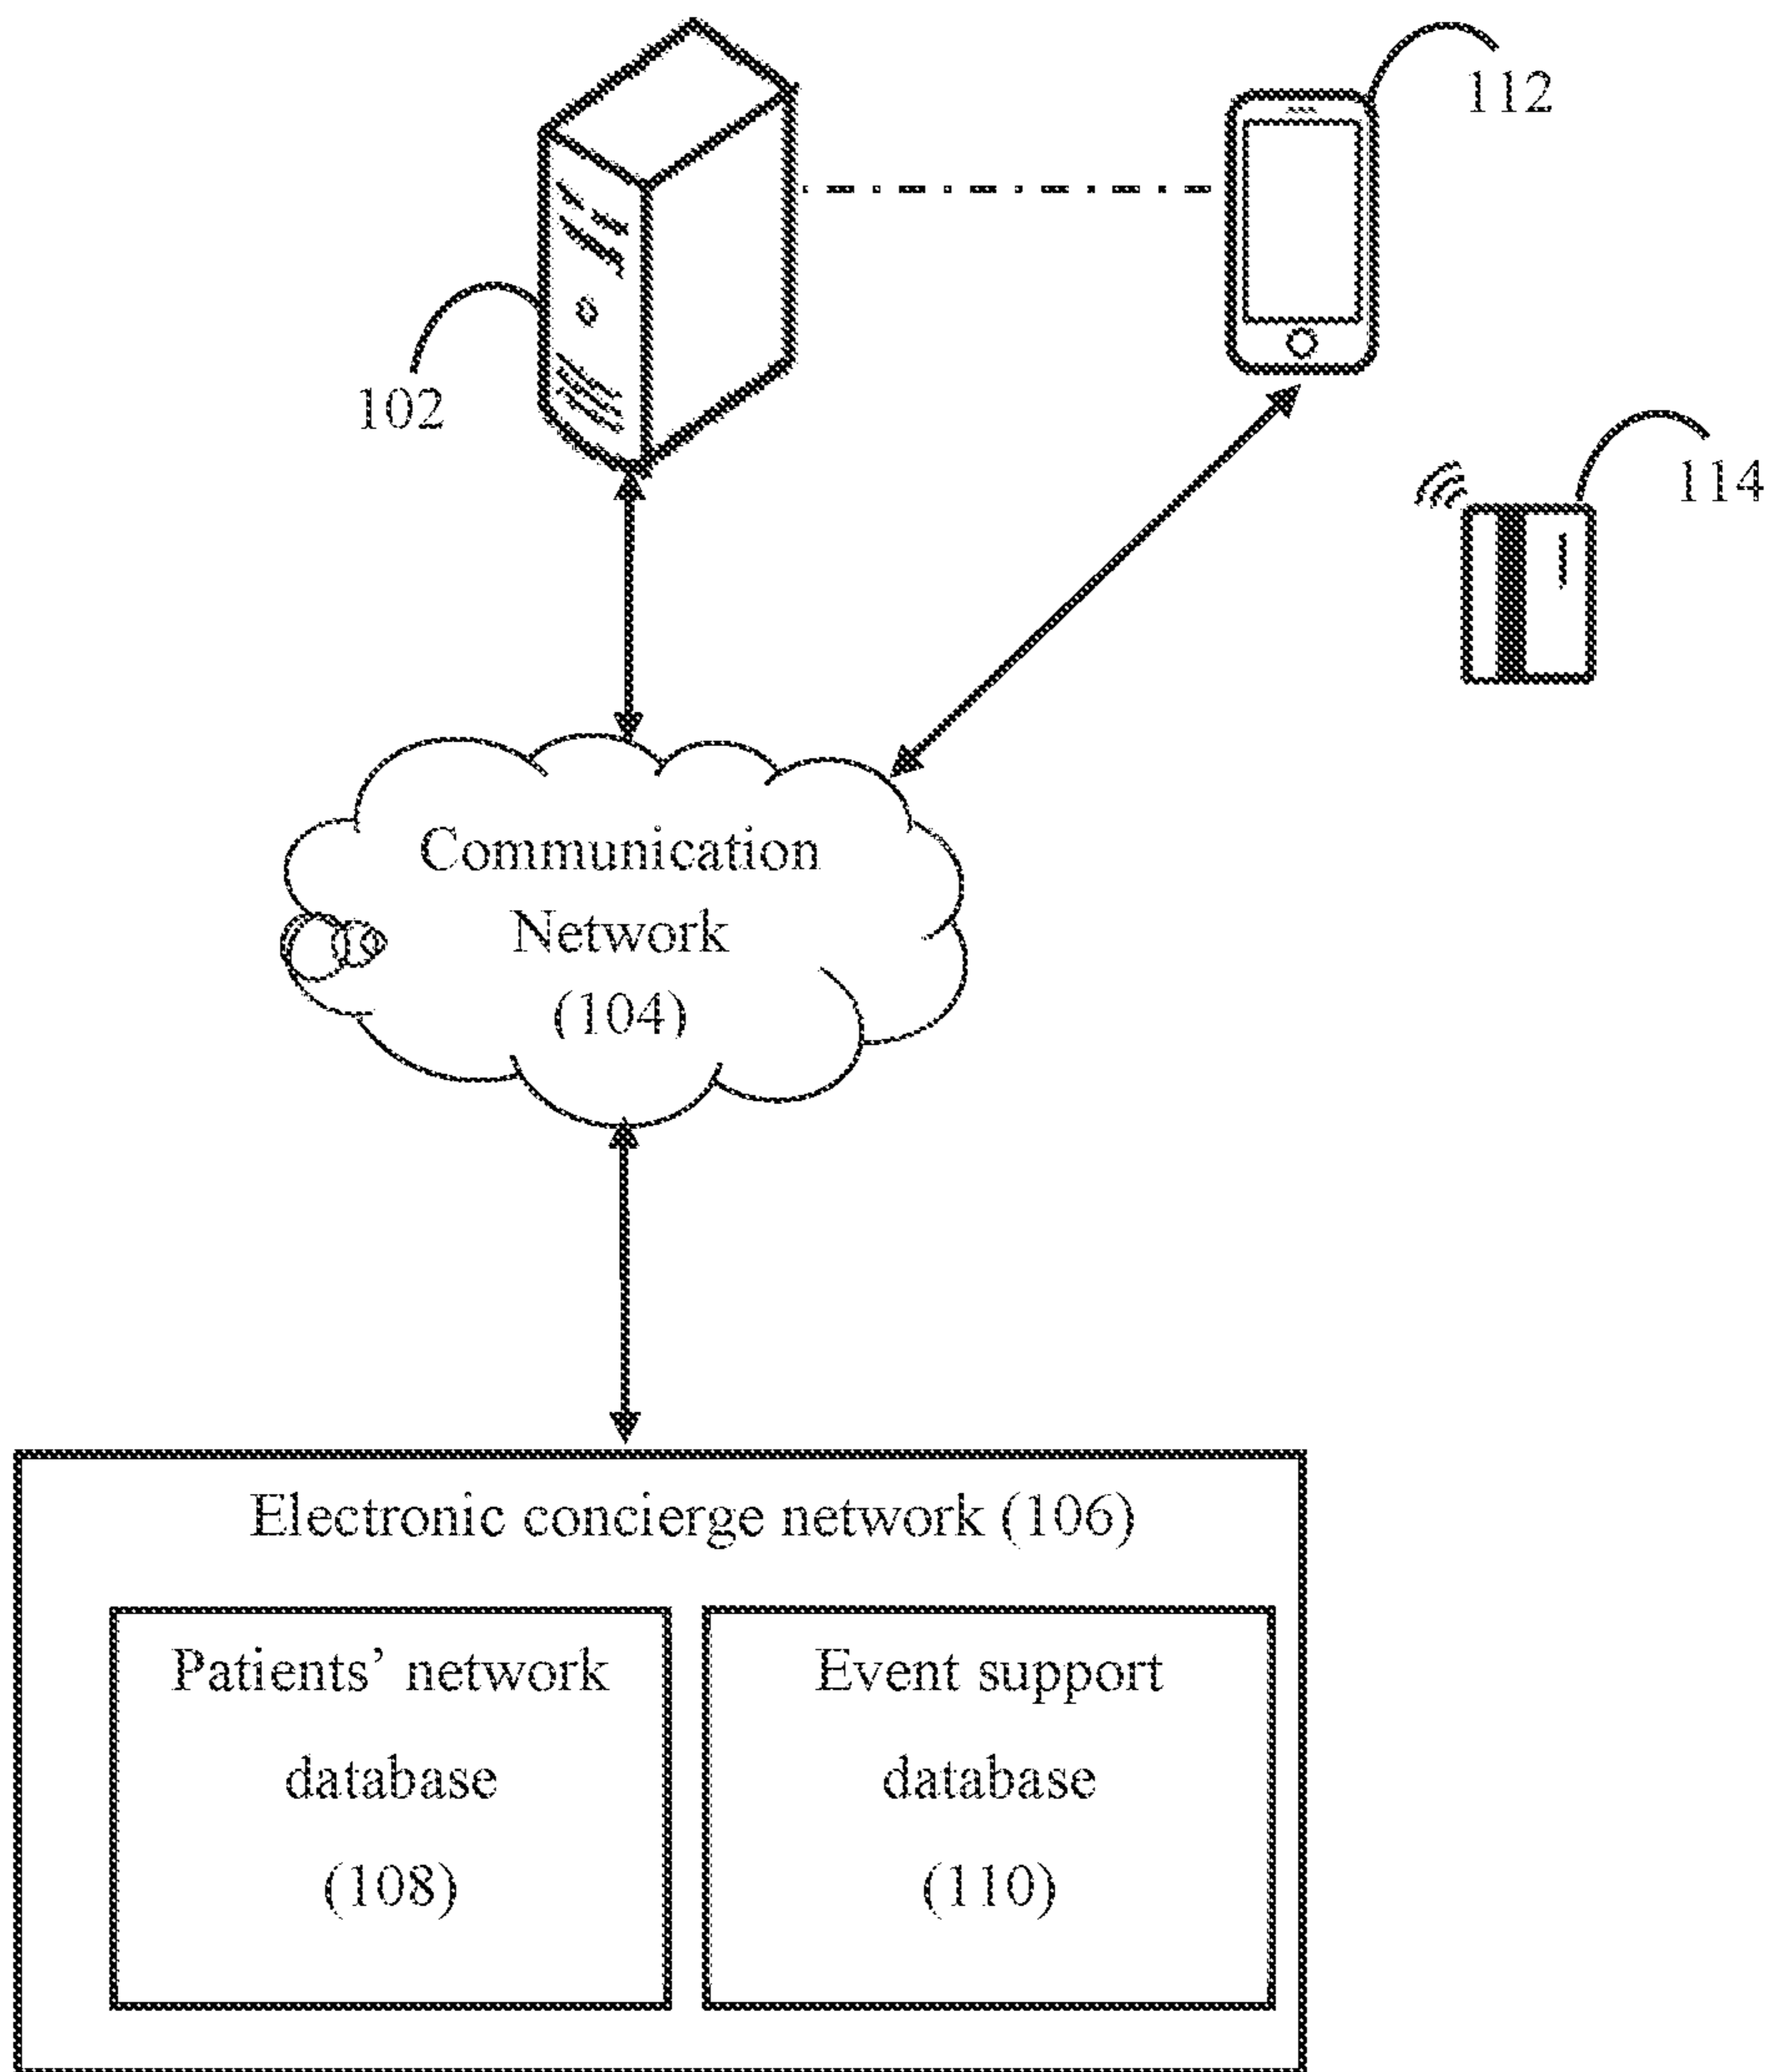 112
102
114
Communication
Network
(104)
Electronic concierge network (106)
Patients’ network
database
(108)
Event support
database
(110)